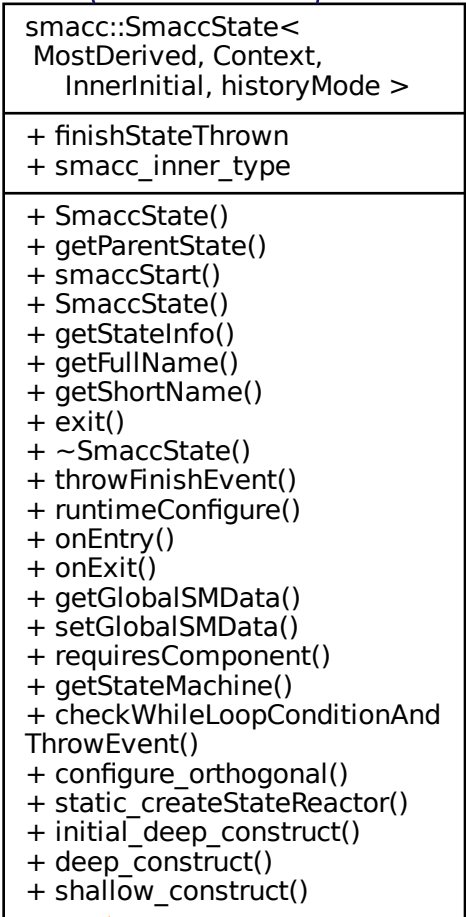 smacc::SmaccState<
MostDerived, Context,
InnerInitial, historyMode >
+ finishStateThrown
+ smacc_inner_type
+ SmaccState()
+ getParentState()
+ smaccStart()
+ SmaccState()
+ getStateInfo()
+ getFullName()
+ getShortName()
+ exit()
+ ~SmaccState()
+ throwFinishEvent()
+ runtimeConfigure()
+ onEntry()
+ onExit()
+ getGlobalSMData()
+ setGlobalSMData()
+ requiresComponent()
+ getStateMachine()
+ checkWhileLoopConditionAnd
ThrowEvent()
+ configure_orthogonal()
+ static_createStateReactor()
+ initial_deep_construct()
+ deep_construct()
+ shallow_construct()